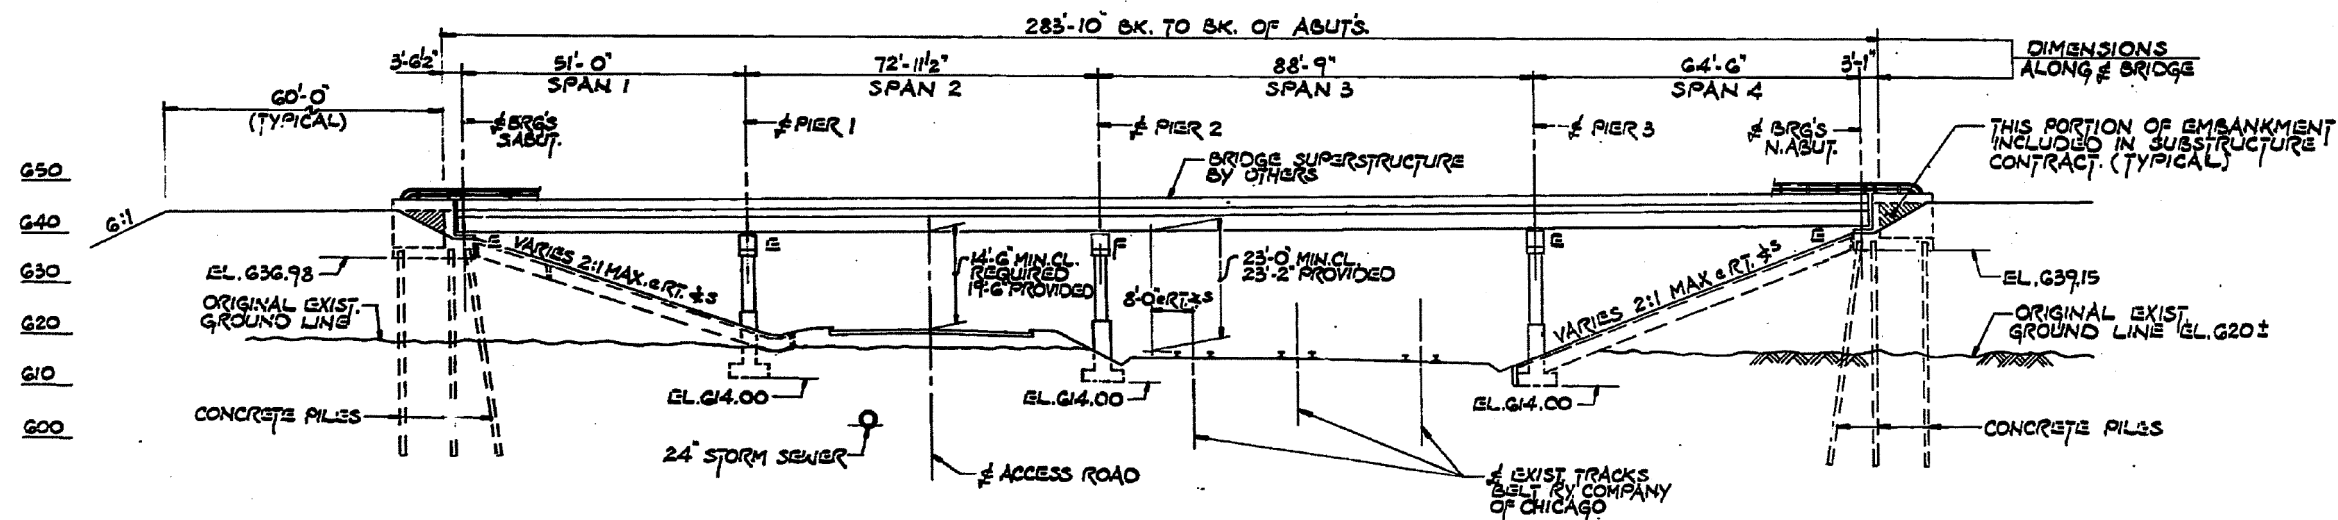 283'-10" BK. TO BK. OF ABUT'S.
DIMENSIONS
ALONG ℄ BRIDGE
3'-6½"
51'-0"
SPAN 1
72'-11½"
SPAN 2
88'-9"
SPAN 3
64'-6"
SPAN 4
3'-1"
60'-0"
(TYPICAL)
℄ BRG'S
S.ABUT.
℄ PIER 1
℄ PIER 2
℄ PIER 3
℄ BRG'S
N.ABUT.
THIS PORTION OF EMBANKMENT
INCLUDED IN SUBSTRUCTURE
CONTRACT. (TYPICAL)
BRIDGE SUPERSTRUCTURE
BY OTHERS
650
640
630
620
610
600
6:1
E
E
F
E
E
VARIES 2:1 MAX. @ RT. ∠S
14'-6" MIN.CL.
REQUIRED
19'-6" PROVIDED
8'-0" @ RT. ∠S
23'-0" MIN.CL.
23'-2" PROVIDED
VARIES 2:1 MAX @ RT. ∠S
EL. 636.98
EL. 639.15
ORIGINAL EXIST.
GROUND LINE
ORIGINAL EXIST.
GROUND LINE EL. 620 ±
EL. 614.00
EL. 614.00
EL. 614.00
CONCRETE PILES
CONCRETE PILES
24" STORM SEWER
℄ ACCESS ROAD
℄ EXIST. TRACKS
BELT RY. COMPANY
OF CHICAGO